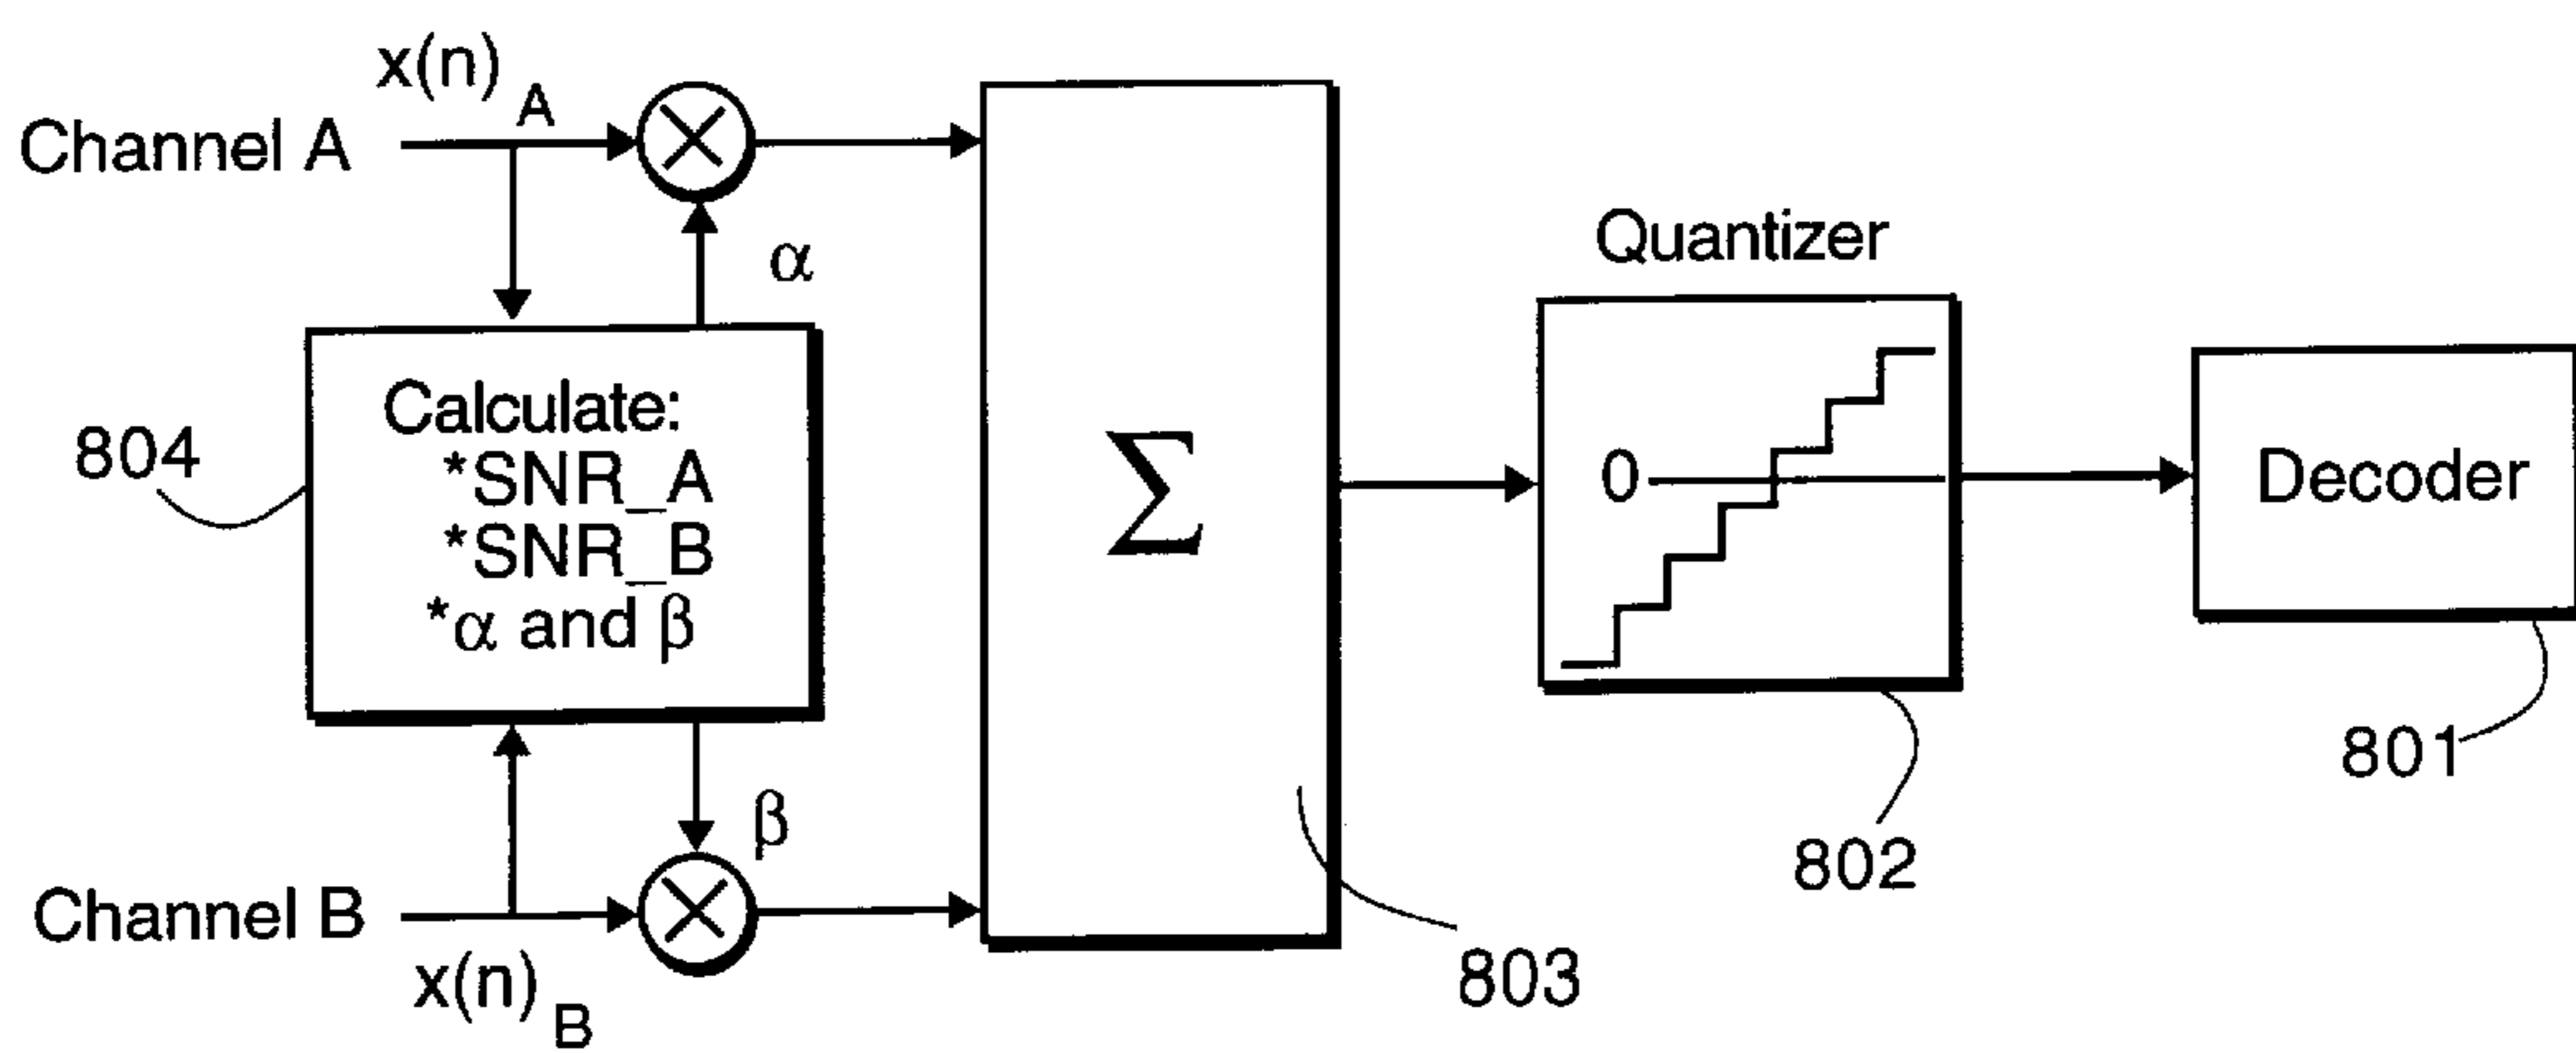 x(n) A
Channel A
α
Quantizer
Calculate:
*SNR_A
*SNR_B
*α and β
804
Σ
0
Decoder
801
β
802
Channel B
803
x(n) B